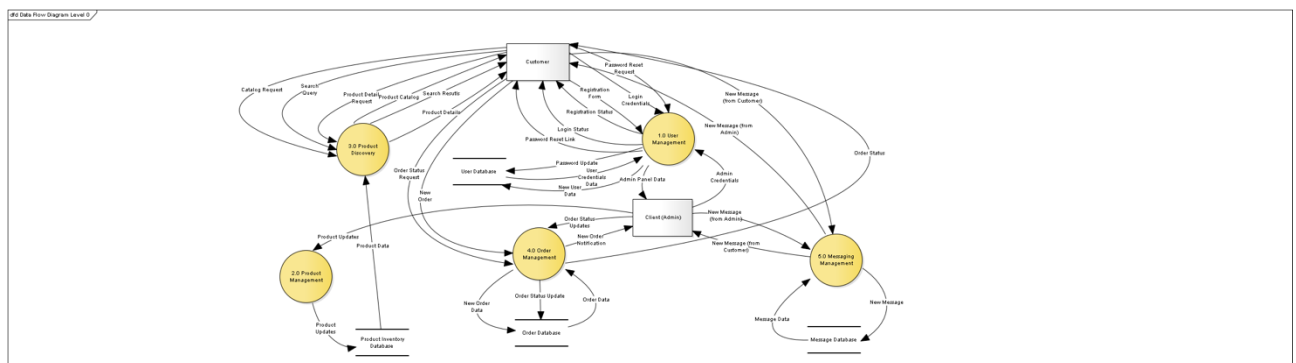 dfd Data Flow Diagram Level 0
Customer
Catalog Request
Search
Query
Product Detail
Request
Product Catalog
Search Results
Product Details
Registration
Form
Registration Status
Login
Credentials
Password Reset
Request
Login Status
Password Reset Link
New Message
(from Customer)
New Message (from
Admin)
Order Status
3.0 Product
Discovery
1.0 User
Management
User Database
Password Update
User
Credentials
Data
New User
Data
Admin Panel Data
Admin
Credentials
Order Status
Request
New
Order
Client (Admin)
Order Status
Updates
New Order
Notification
New Message
(from Admin)
New Message (from
Customer)
Product Updates
Product Data
2.0 Product
Management
4.0 Order
Management
5.0 Messaging
Management
Product
Updates
Product Inventory
Database
New Order
Data
Order Status Update
Order Data
Order Database
Message Data
New Message
Message Database